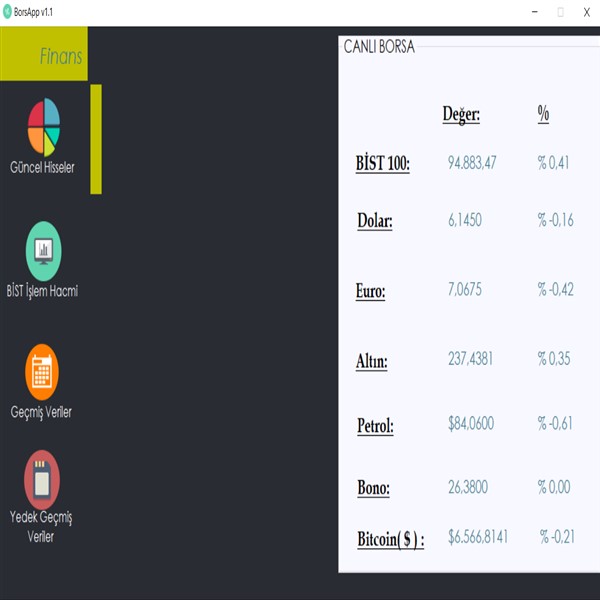 BorsApp v1.1
Finans
Güncel Hisseler
BİST İşlem Hacmi
Geçmiş Veriler
Yedek Geçmiş
Veriler
CANLI BORSA
Değer: %
BİST 100: 94.883,47 % 0,41
Dolar: 6,1450 % -0,16
Euro: 7,0675 % -0,42
Altın: 237,4381 % 0,35
Petrol: $84,0600 % -0,61
Bono: 26,3800 % 0,00
Bitcoin( $ ) : $6.566,8141 % -0,21